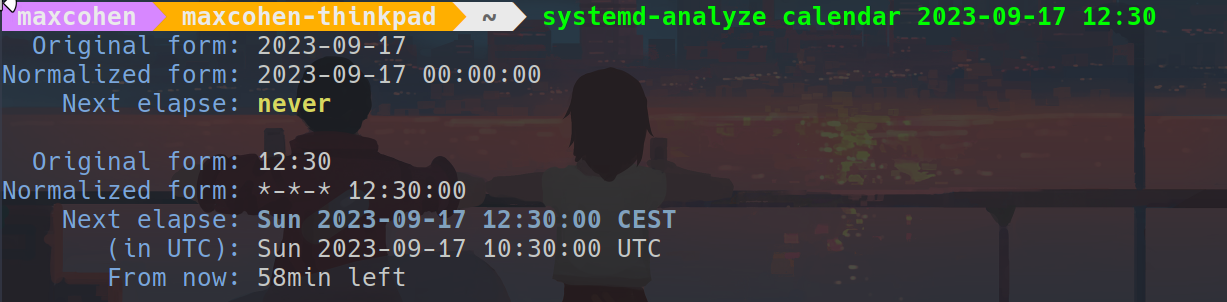 maxcohen maxcohen-thinkpad ~ systemd-analyze calendar 2023-09-17 12:30
Original form: 2023-09-17
Normalized form: 2023-09-17 00:00:00
Next elapse: never
Original form: 12:30
Normalized form: *-*-* 12:30:00
Next elapse: Sun 2023-09-17 12:30:00 CEST
(in UTC): Sun 2023-09-17 10:30:00 UTC
From now: 58min left